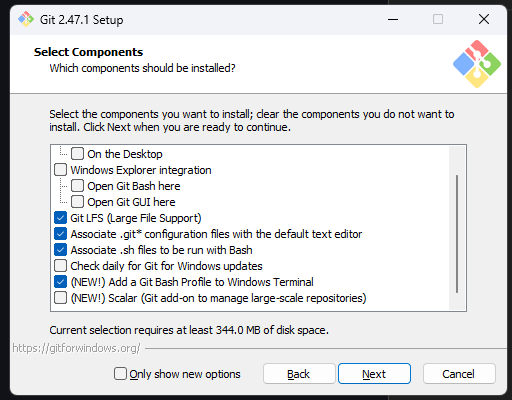 Git 2.47.1 Setup
Select Components
Which components should be installed?
Select the components you want to install; clear the components you do not want to
install. Click Next when you are ready to continue.
On the Desktop
Windows Explorer integration
Open Git Bash here
Open Git GUI here
Git LFS (Large File Support)
Associate .git* configuration files with the default text editor
Associate .sh files to be run with Bash
Check daily for Git for Windows updates
(NEW!) Add a Git Bash Profile to Windows Terminal
(NEW!) Scalar (Git add-on to manage large-scale repositories)
Current selection requires at least 344.0 MB of disk space.
https://gitforwindows.org/
Only show new options
Back
Next
Cancel